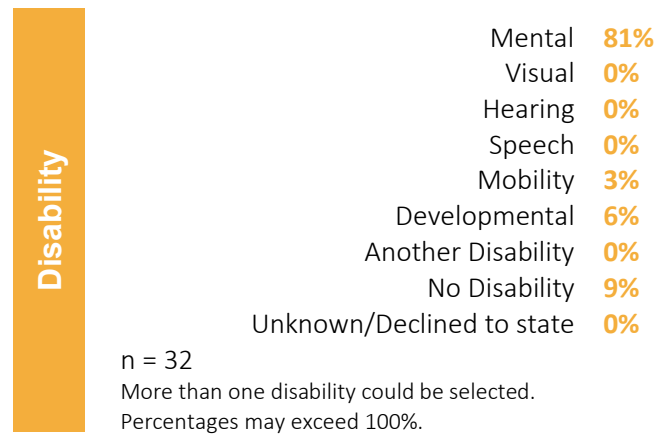 Disability
Mental 81%
Visual 0%
Hearing 0%
Speech 0%
Mobility 3%
Developmental 6%
Another Disability 0%
No Disability 9%
Unknown/Declined to state 0%
n = 32
More than one disability could be selected.
Percentages may exceed 100%.